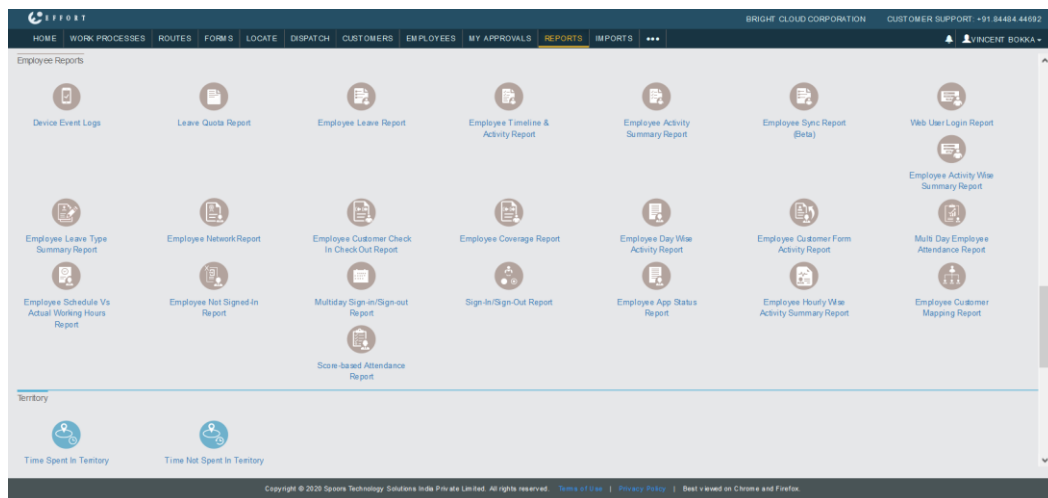 EFFORT
BRIGHT CLOUD CORPORATION
CUSTOMER SUPPORT: +91.84484.44692
HOME WORK PROCESSES ROUTES FORMS LOCATE DISPATCH CUSTOMERS EMPLOYEES MY APPROVALS REPORTS IMPORTS •••
VINCENT BOKKA
Employee Reports
Device Event Logs
Leave Quota Report
Employee Leave Report
Employee Timeline &
Activity Report
Employee Activity
Summary Report
Employee Sync Report
(Beta)
Web User Login Report
Employee Activity Wise
Summary Report
Employee Leave Type
Summary Report
Employee Network Report
Employee Customer Check
In Check Out Report
Employee Coverage Report
Employee Day Wise
Activity Report
Employee Customer Form
Activity Report
Multi Day Employee
Attendance Report
Employee Schedule Vs
Actual Working Hours
Report
Employee Not Signed-In
Report
Multiday Sign-in/Sign-out
Report
Sign-In/Sign-Out Report
Employee App Status
Report
Employee Hourly Wise
Activity Summary Report
Employee Customer
Mapping Report
Score-based Attendance
Report
Territory
Time Spent In Territory
Time Not Spent In Territory
Copyright © 2020 Spoors Technology Solutions India Private Limited. All rights reserved. Terms of Use | Privacy Policy | Best viewed on Chrome and Firefox.